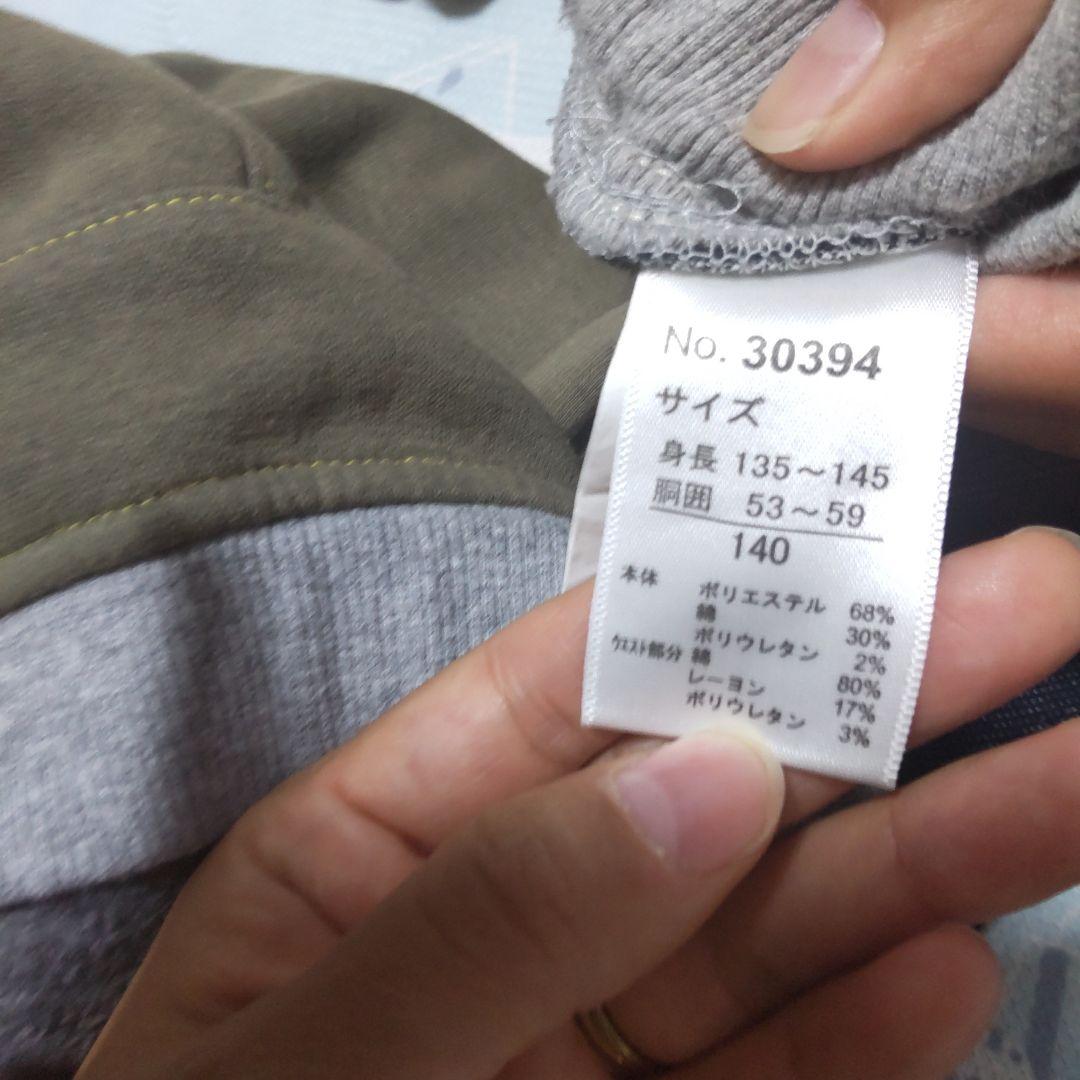 No. 30394
サイズ
身長 135～145
胴囲 53～59
140
本体 ポリエステル 68%
綿 30%
ポリウレタン 2%
ウエスト部分 綿 80%
レーヨン 17%
ポリウレタン 3%